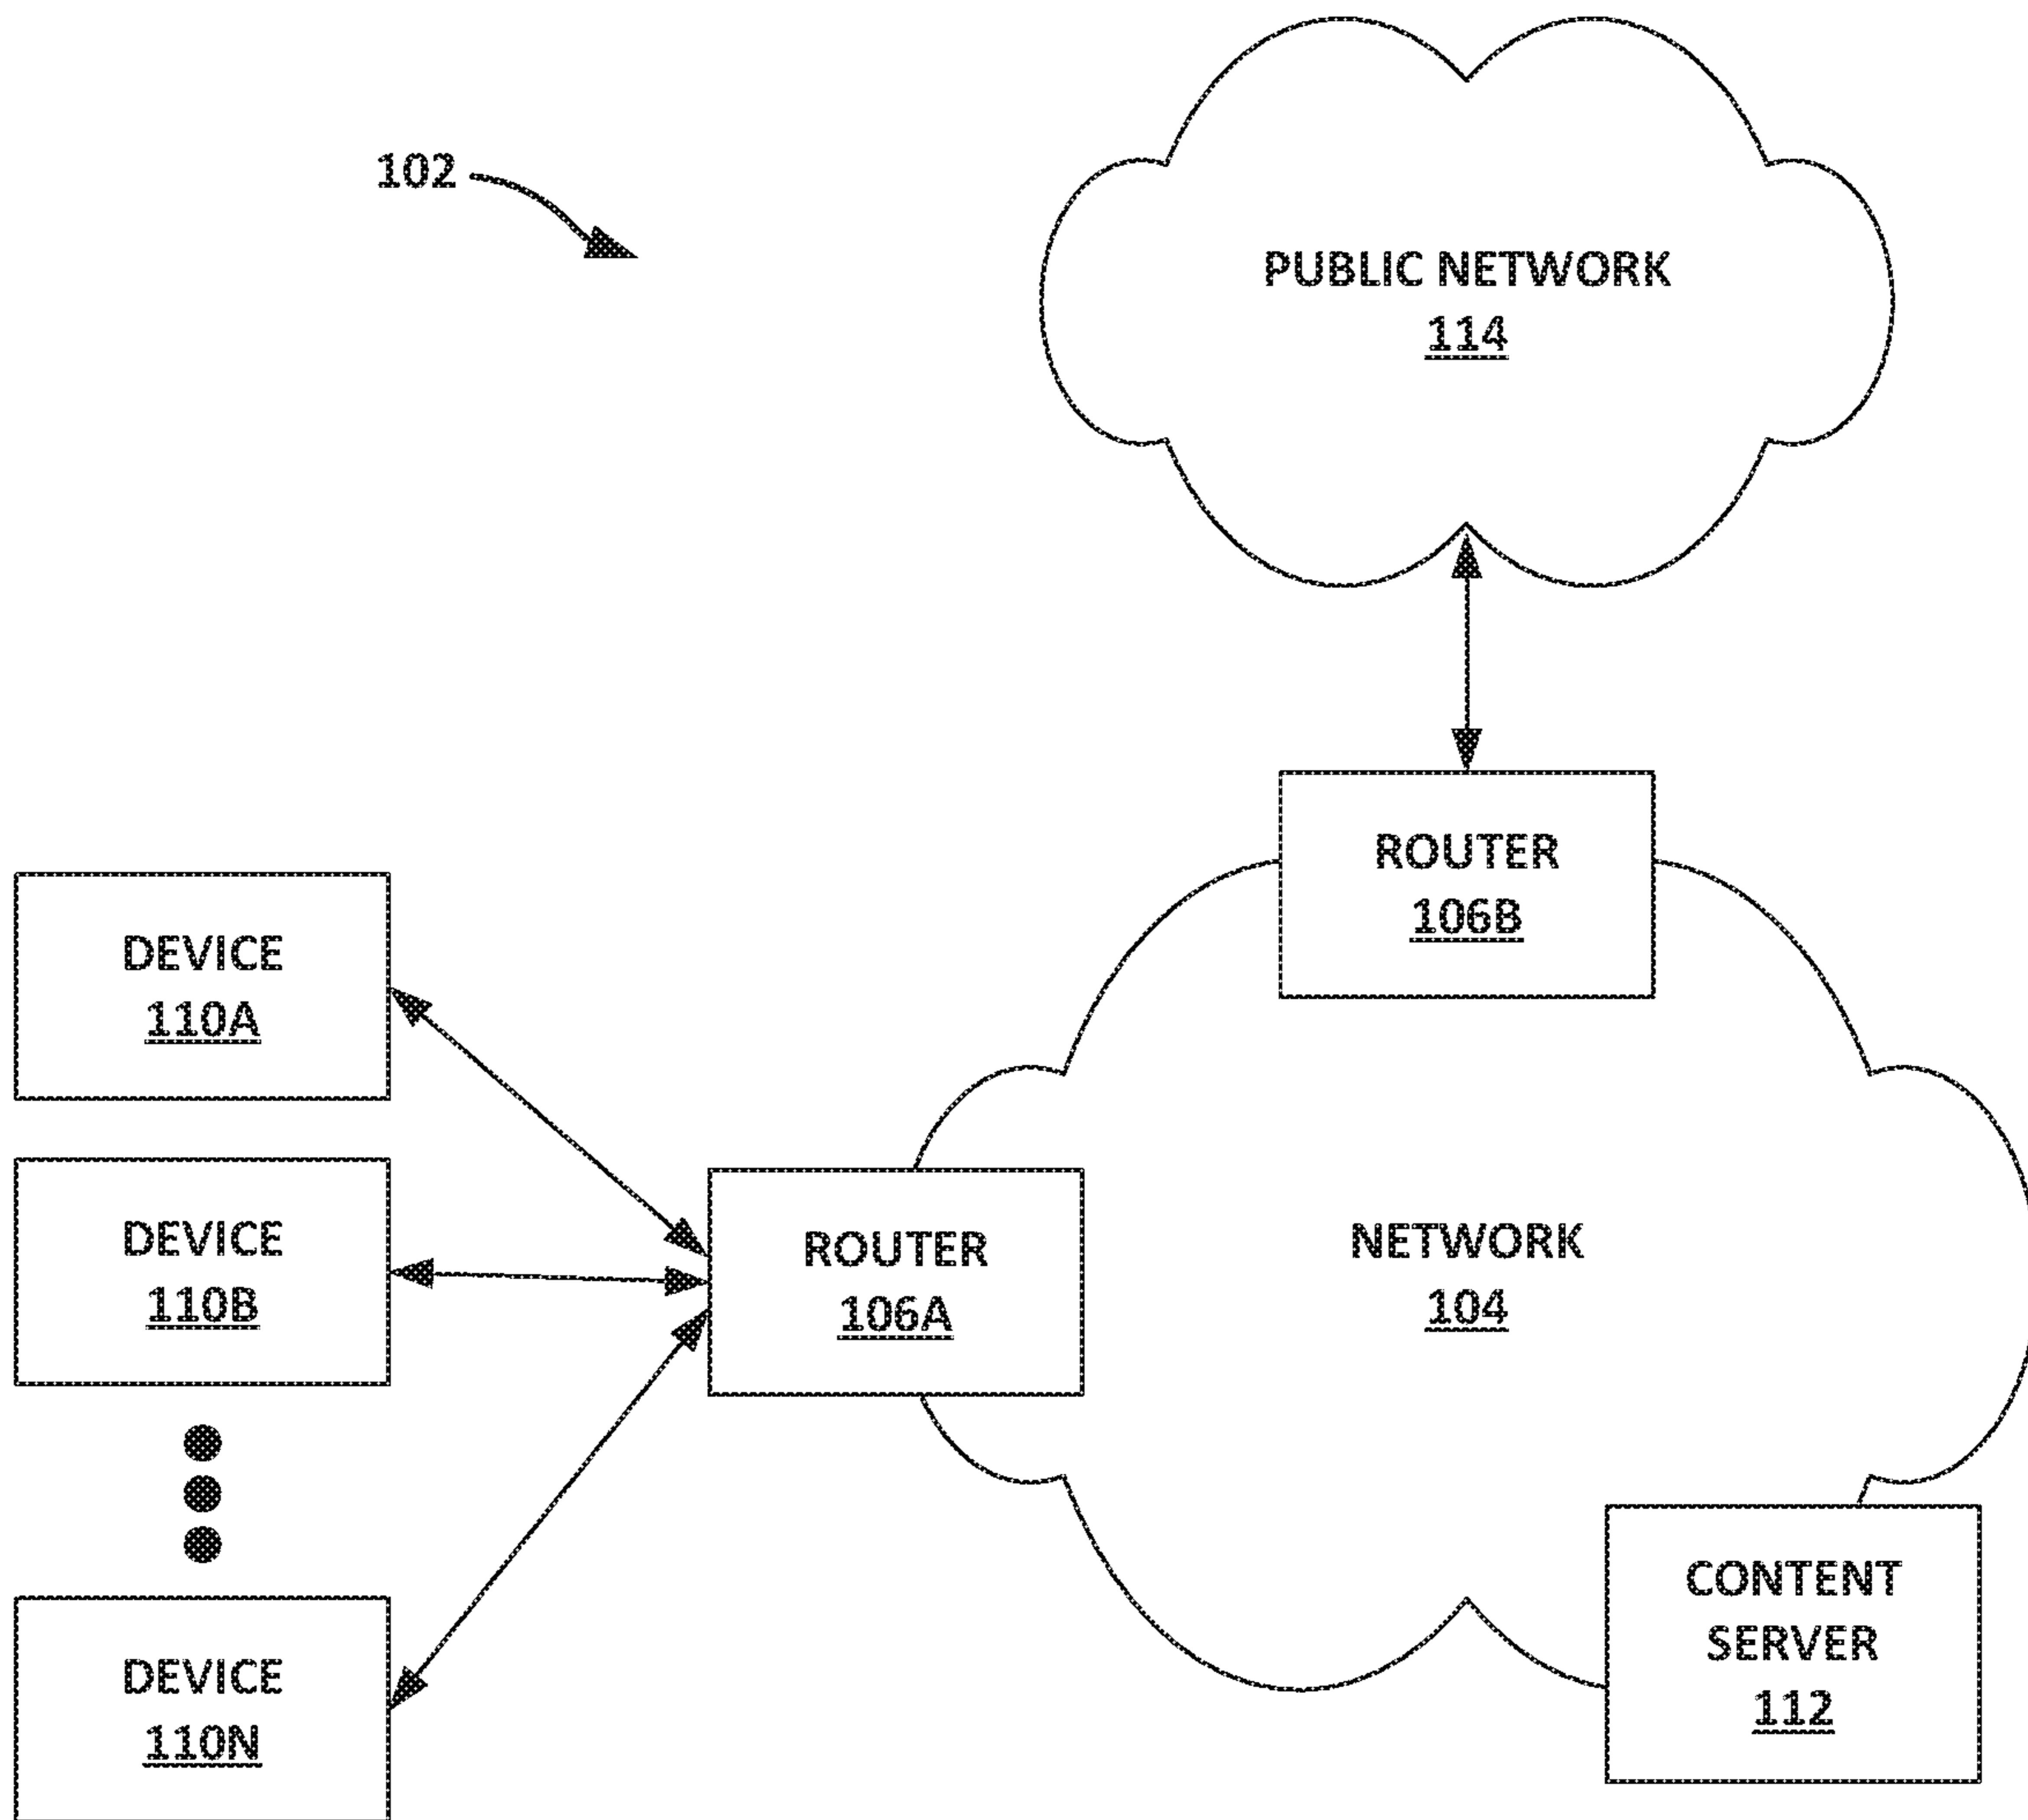 102
PUBLIC NETWORK
114
ROUTER
106B
DEVICE
110A
DEVICE
110B
ROUTER
106A
NETWORK
104
CONTENT
SERVER
112
DEVICE
110N